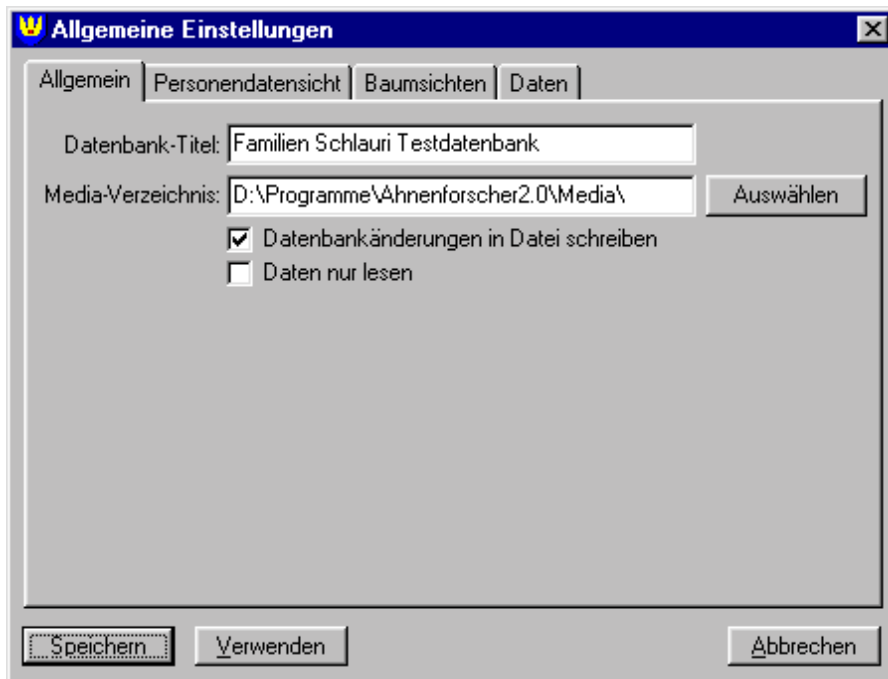 Allgemeine Einstellungen
Allgemein Personendatensicht Baumsichten Daten
Datenbank-Titel: Familien Schlauri Testdatenbank
Media-Verzeichnis: D:\Programme\Ahnenforscher2.0\Media\ Auswählen
Datenbankänderungen in Datei schreiben
Daten nur lesen
Speichern Verwenden Abbrechen